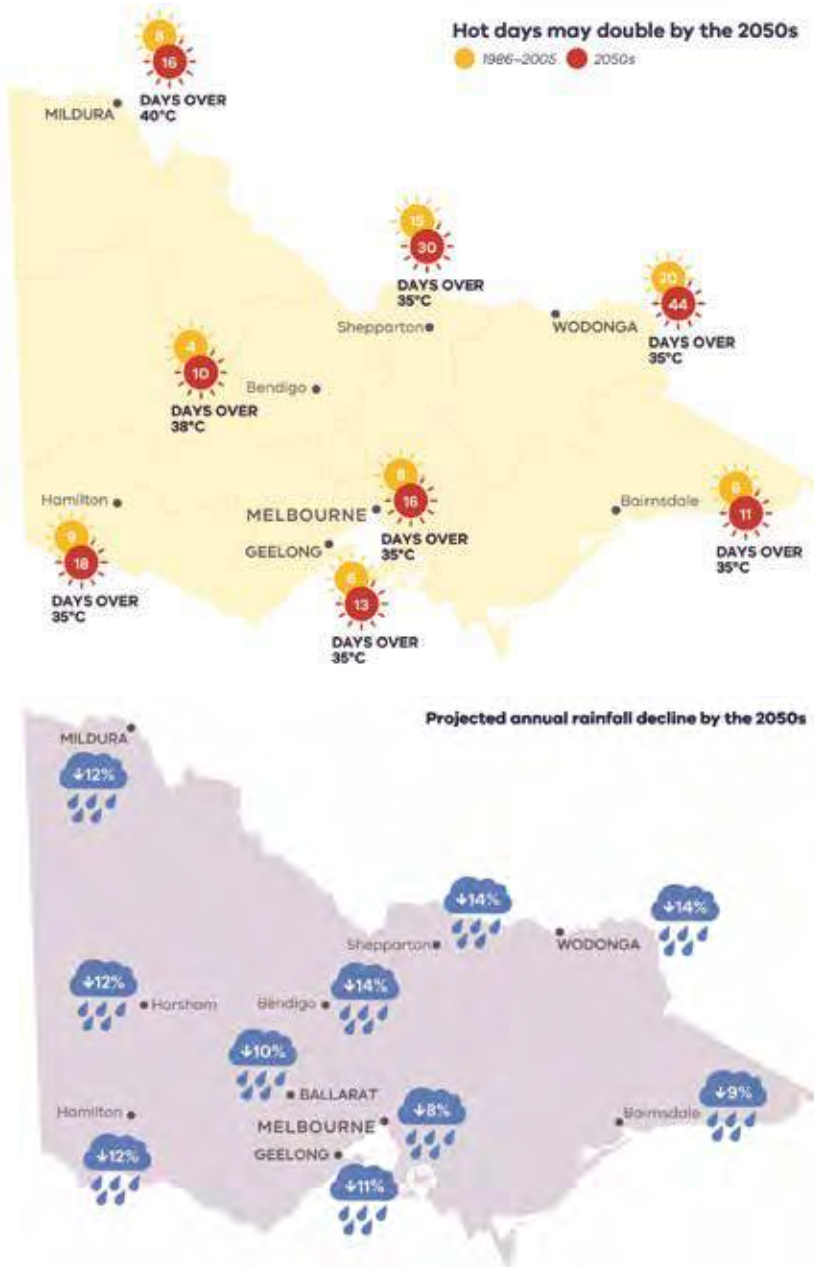 Hot days may double by the 2050s
1986–2005 2050s
8
16
DAYS OVER
40°C
MILDURA
15
30
DAYS OVER
35°C
Shepparton
20
44
DAYS OVER
35°C
WODONGA
4
10
DAYS OVER
38°C
Bendigo
Hamilton
9
18
DAYS OVER
35°C
8
16
DAYS OVER
35°C
MELBOURNE
GEELONG
6
13
DAYS OVER
35°C
Bairnsdale
6
11
DAYS OVER
35°C
Projected annual rainfall decline by the 2050s
MILDURA
↓12%
↓14%
Shepparton
↓14%
WODONGA
↓12%
Horsham
Bendigo
↓14%
↓10%
BALLARAT
Hamilton
↓12%
MELBOURNE
↓8%
GEELONG
↓11%
Bairnsdale
↓9%